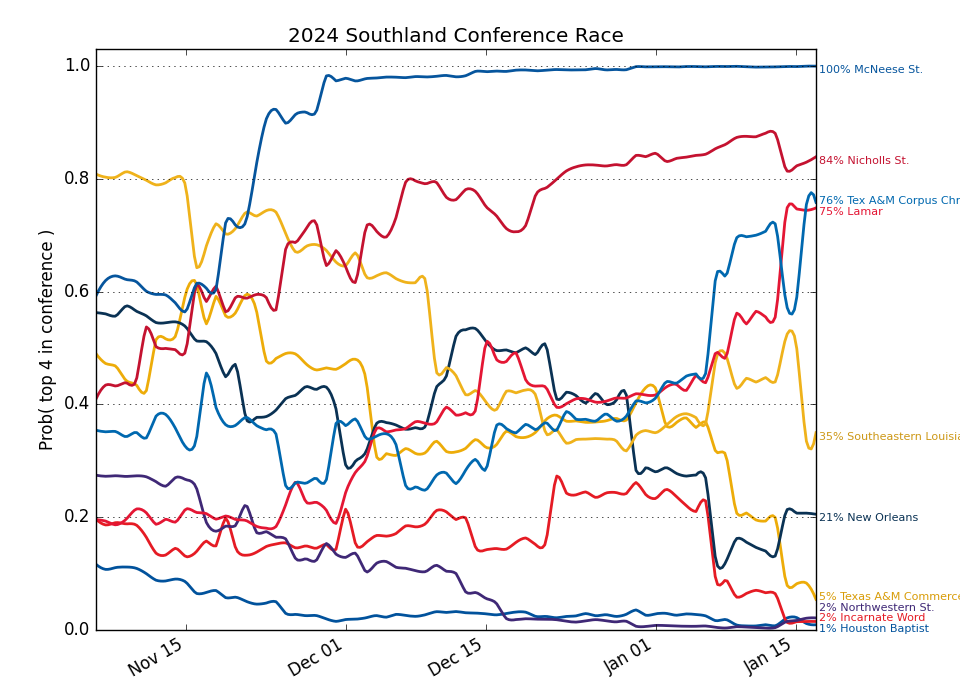 2024 Southland Conference Race
Prob( top 4 in conference )
1.0
0.8
0.6
0.4
0.2
0.0
Nov 15
Dec 01
Dec 15
Jan 01
Jan 15
100% McNeese St.
84% Nicholls St.
76% Tex A&M Corpus Chr
75% Lamar
35% Southeastern Louisia
21% New Orleans
5% Texas A&M Commerce
2% Northwestern St.
2% Incarnate Word
1% Houston Baptist